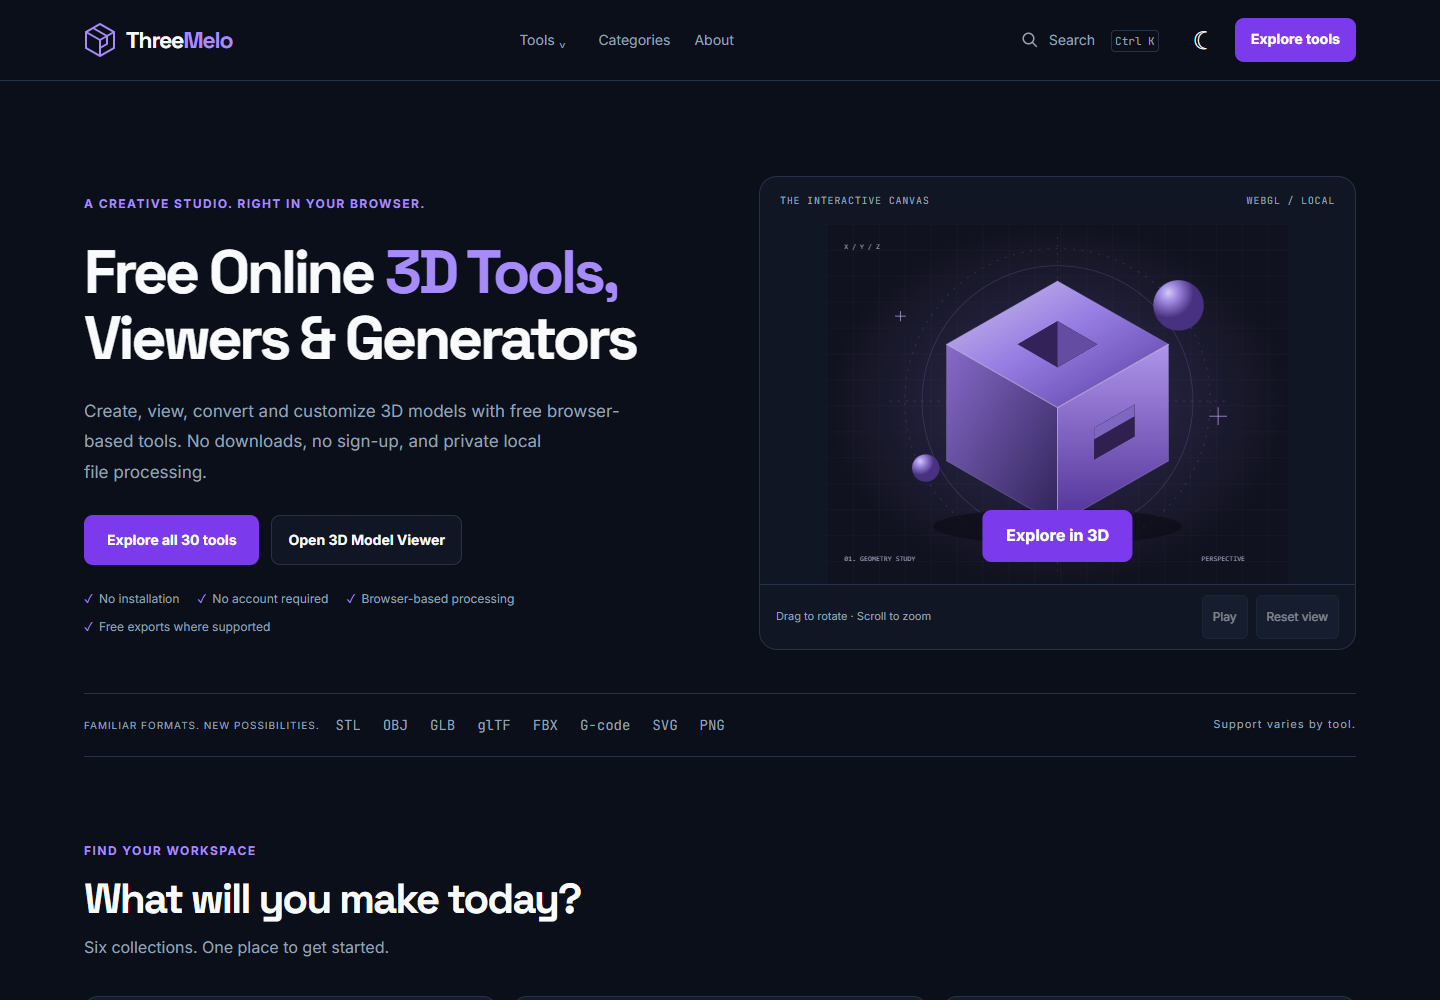 ThreeMelo
Tools
Categories
About
Search
Ctrl K
Explore tools
A CREATIVE STUDIO. RIGHT IN YOUR BROWSER.
Free Online 3D Tools,
Viewers & Generators
Create, view, convert and customize 3D models with free browser-
based tools. No downloads, no sign-up, and private local
file processing.
Explore all 30 tools
Open 3D Model Viewer
✓ No installation
✓ No account required
✓ Browser-based processing
✓ Free exports where supported
THE INTERACTIVE CANVAS
WEBGL / LOCAL
X / Y / Z
Explore in 3D
01. GEOMETRY STUDY
PERSPECTIVE
Drag to rotate · Scroll to zoom
Play
Reset view
FAMILIAR FORMATS. NEW POSSIBILITIES.
STL OBJ GLB glTF FBX G-code SVG PNG
Support varies by tool.
FIND YOUR WORKSPACE
What will you make today?
Six collections. One place to get started.